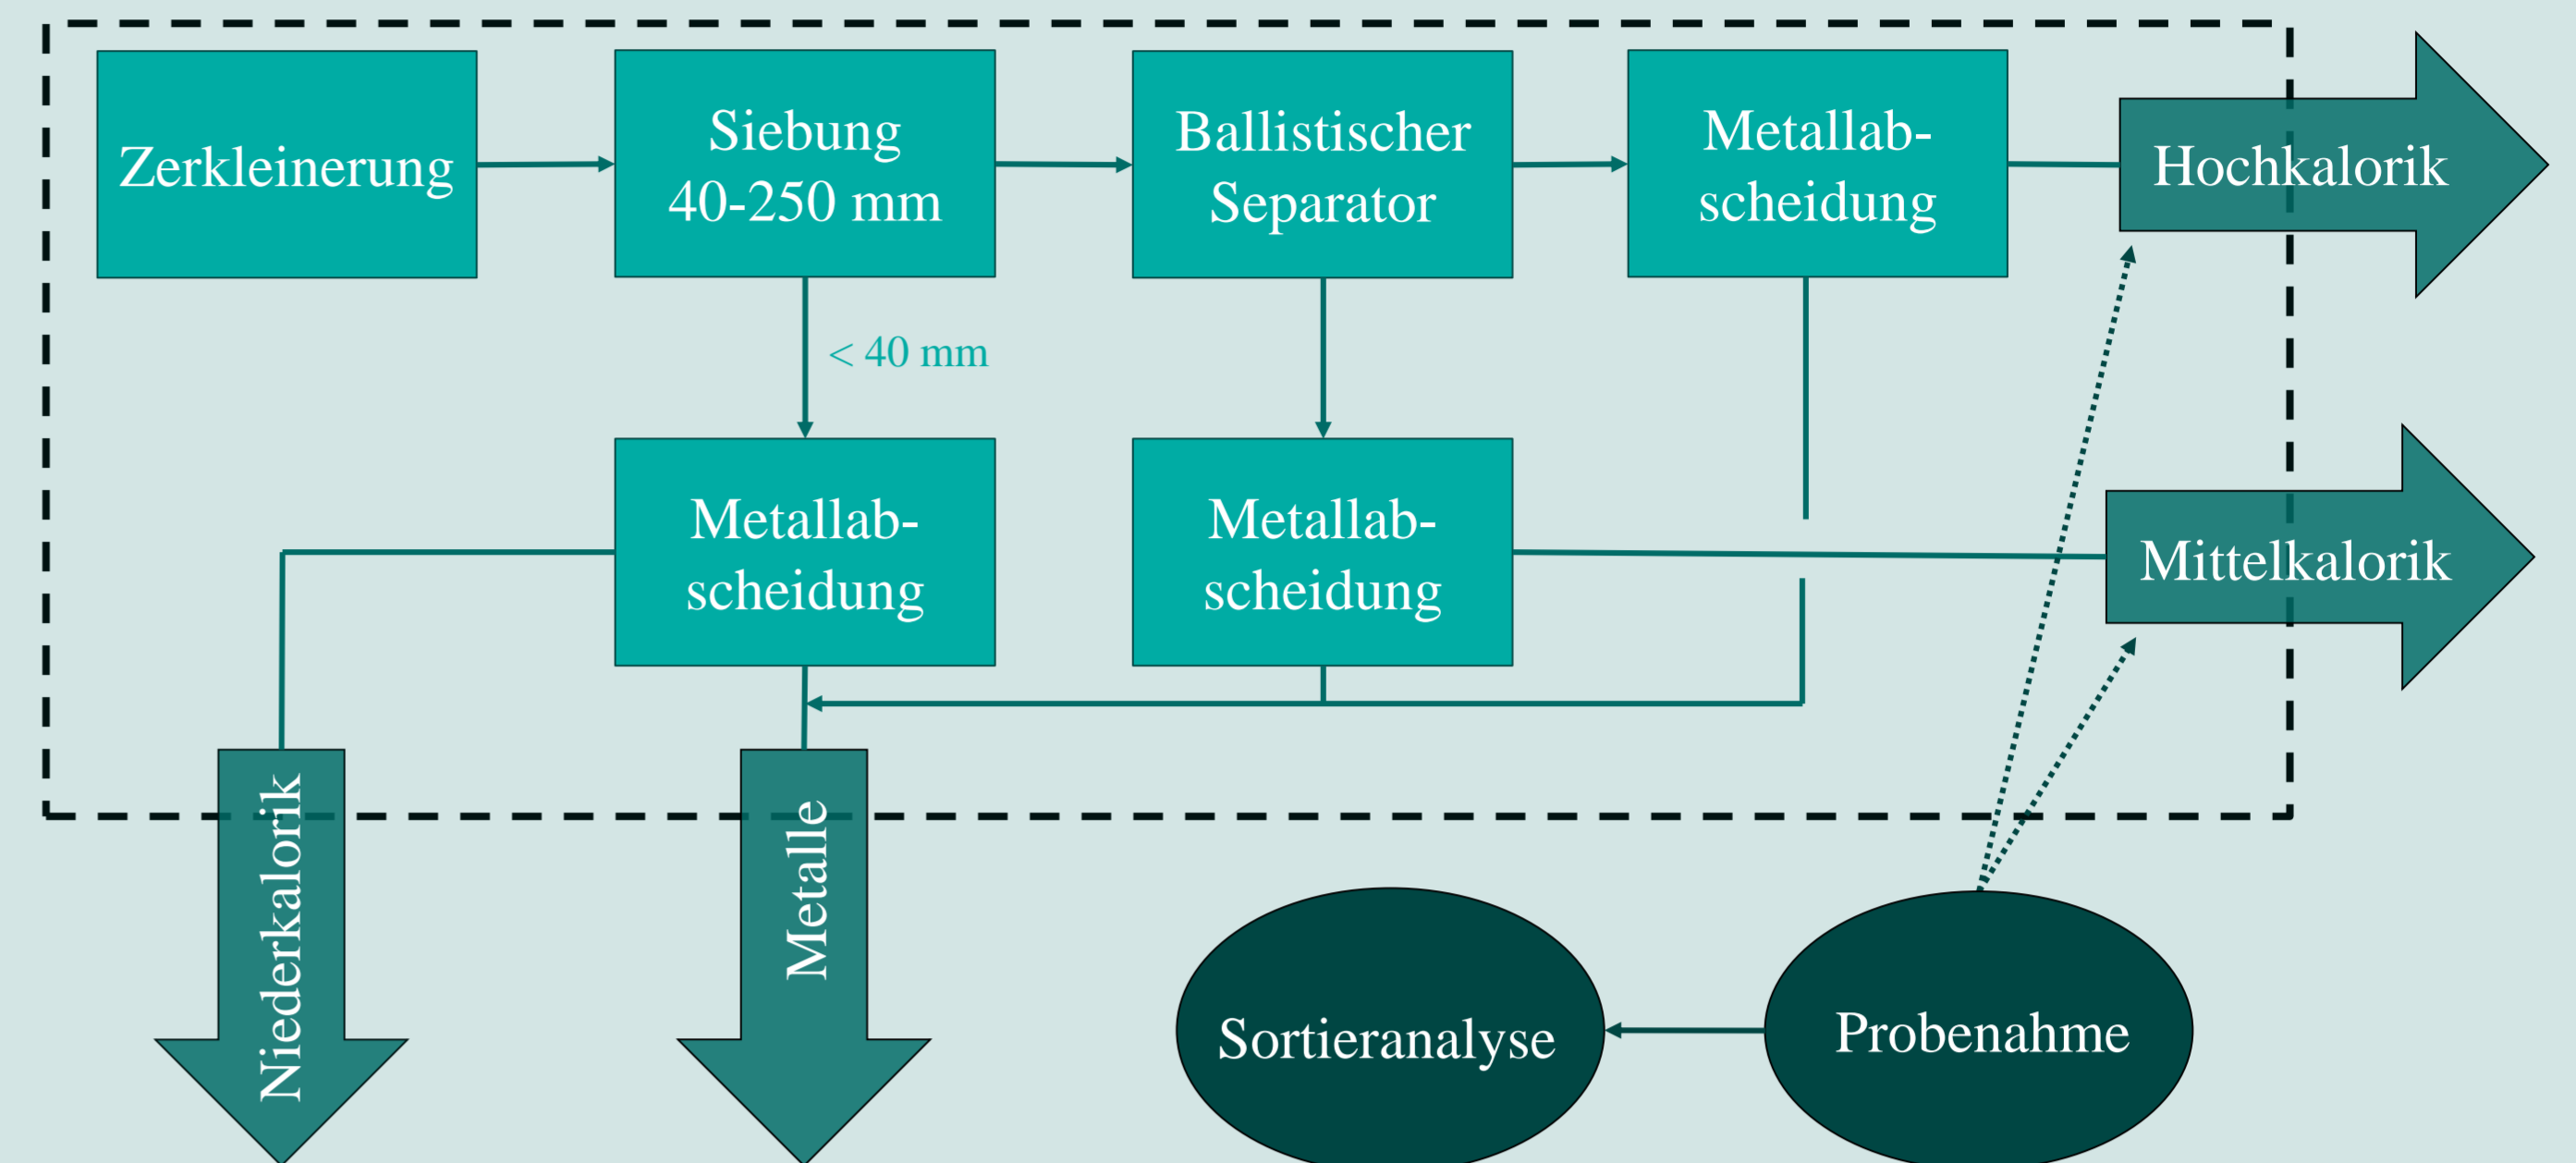 Zerkleinerung
Siebung
40-250 mm
Ballistischer
Separator
Metallab-
scheidung
Hochkalorik
< 40 mm
Metallab-
scheidung
Metallab-
scheidung
Mittelkalorik
Niederkalorik
Metalle
Sortieranalyse
Probenahme